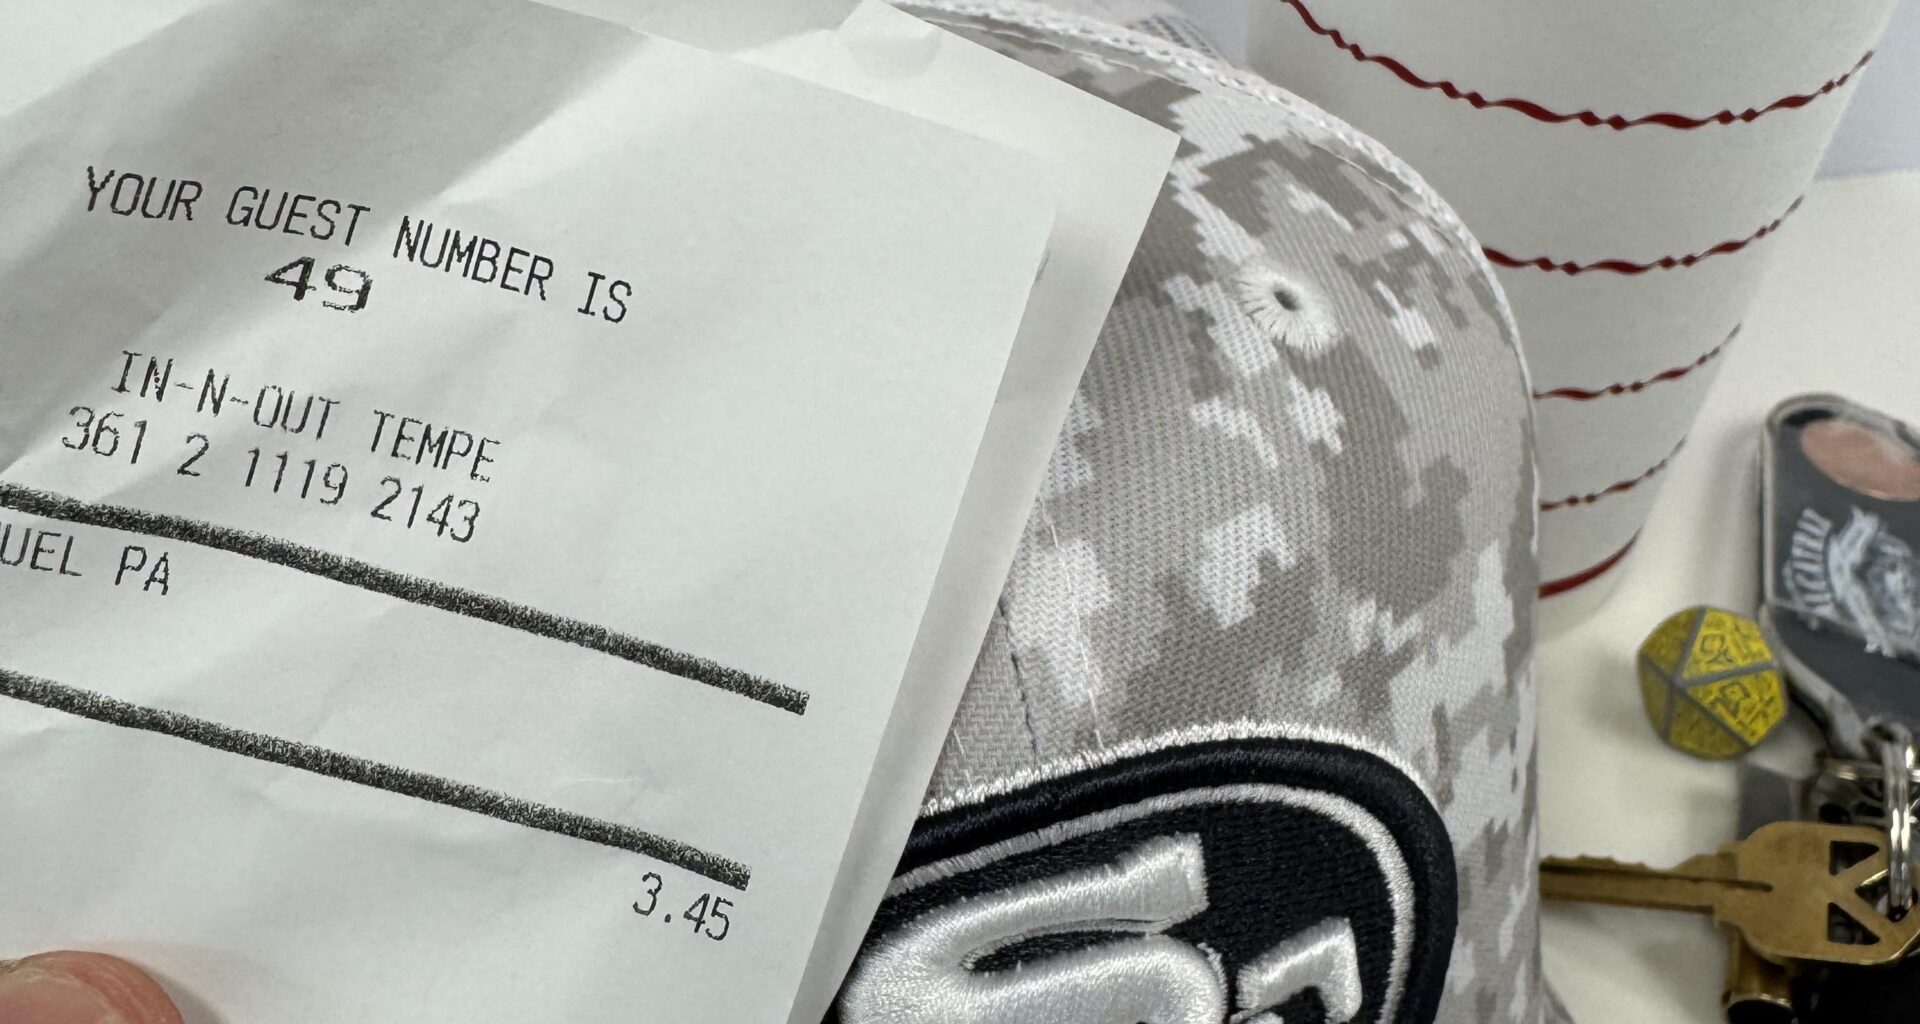 YOUR GUEST NUMBER IS
49
IN-N-OUT TEMPE
361 2 1119 2143
UEL PA
3.45